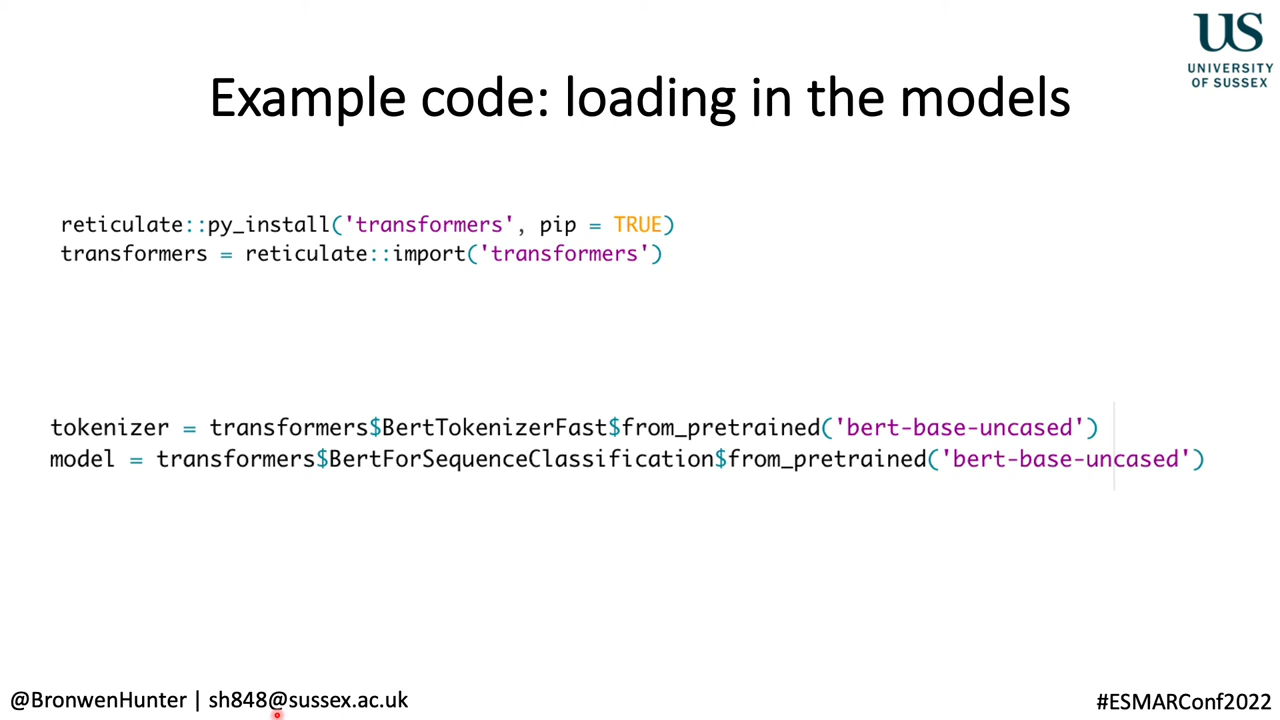 US
UNIVERSITY
OF SUSSEX
Example code: loading in the models
reticulate::py_install('transformers', pip = TRUE)
transformers = reticulate::import('transformers')
tokenizer = transformers$BertTokenizerFast$from_pretrained('bert-base-uncased')
model = transformers$BertForSequenceClassification$from_pretrained('bert-base-uncased')
@BronwenHunter | sh848@sussex.ac.uk
#ESMARConf2022